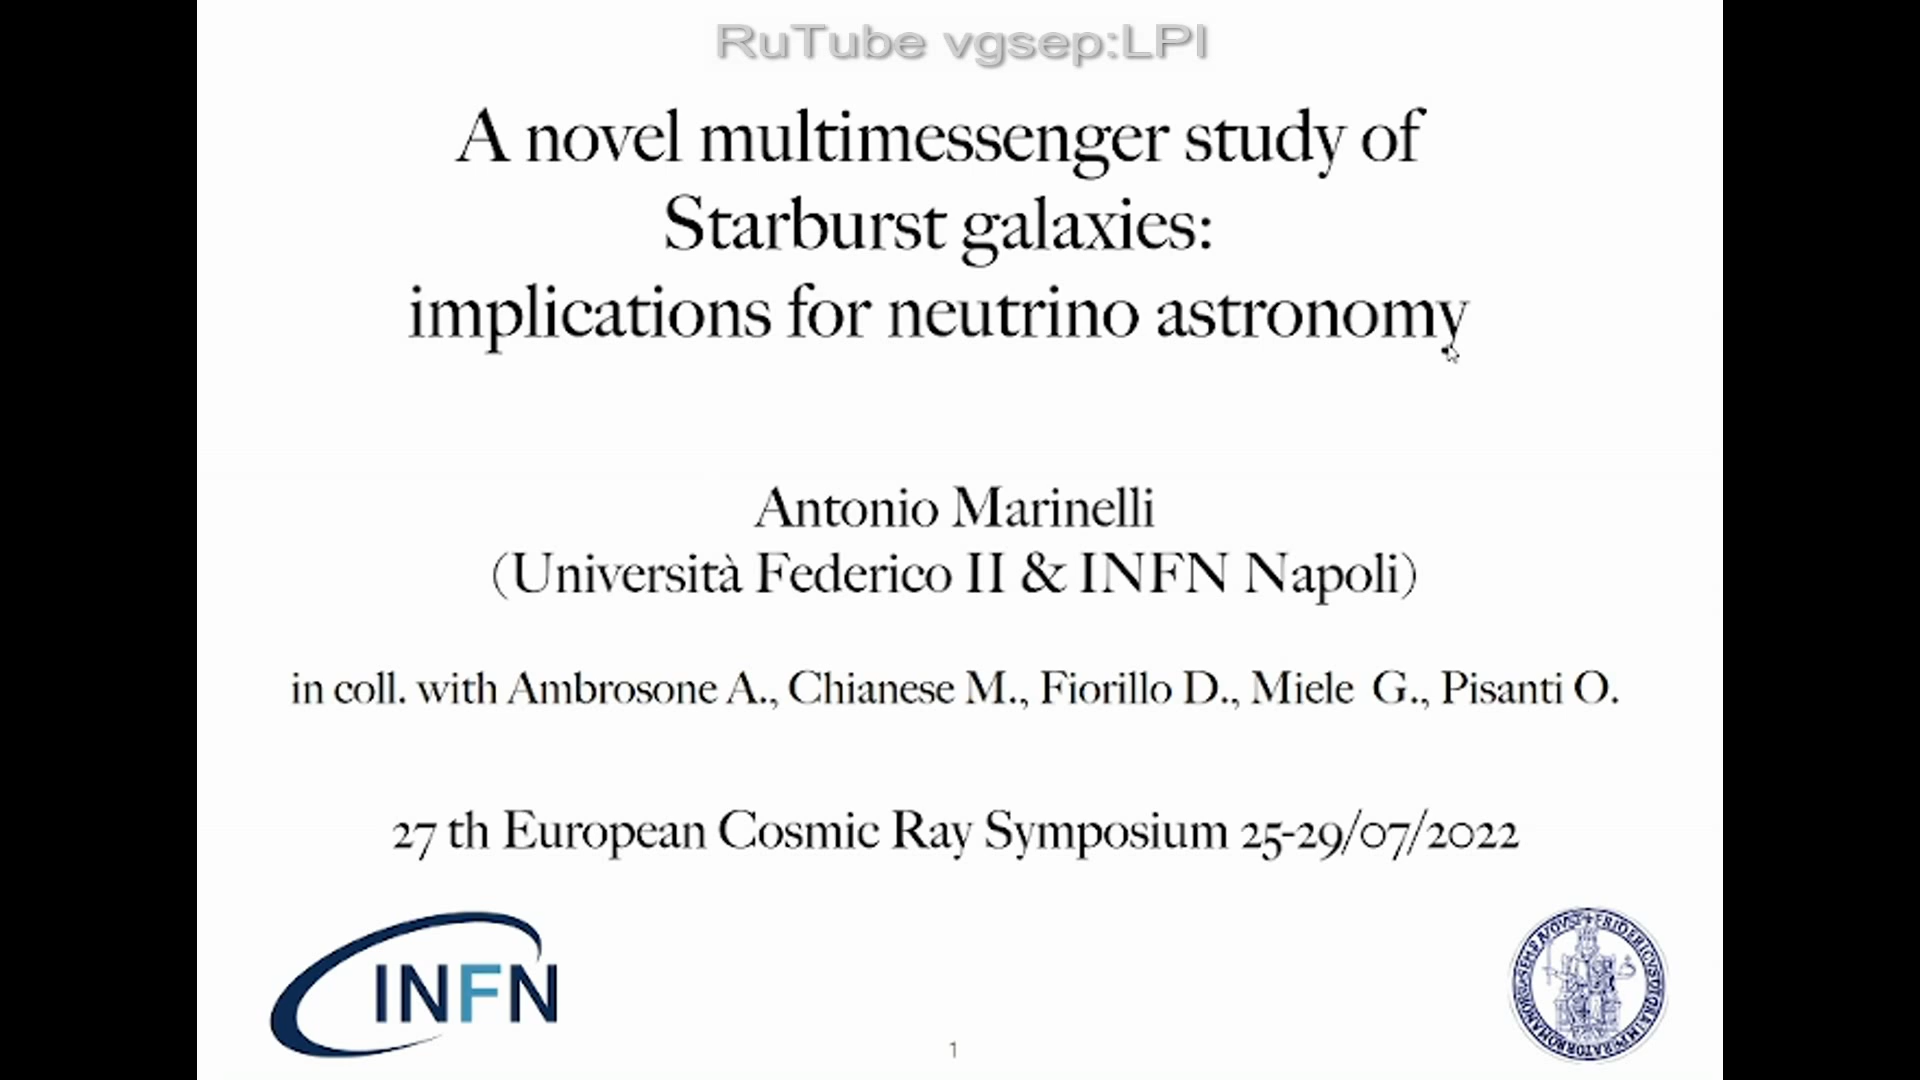 RuTube vgsep:LPI
A novel multimessenger study of
Starburst galaxies:
implications for neutrino astronomy
Antonio Marinelli
(Università Federico II & INFN Napoli)
in coll. with Ambrosone A., Chianese M., Fiorillo D., Miele G., Pisanti O.
27 th European Cosmic Ray Symposium 25-29/07/2022
INFN
1